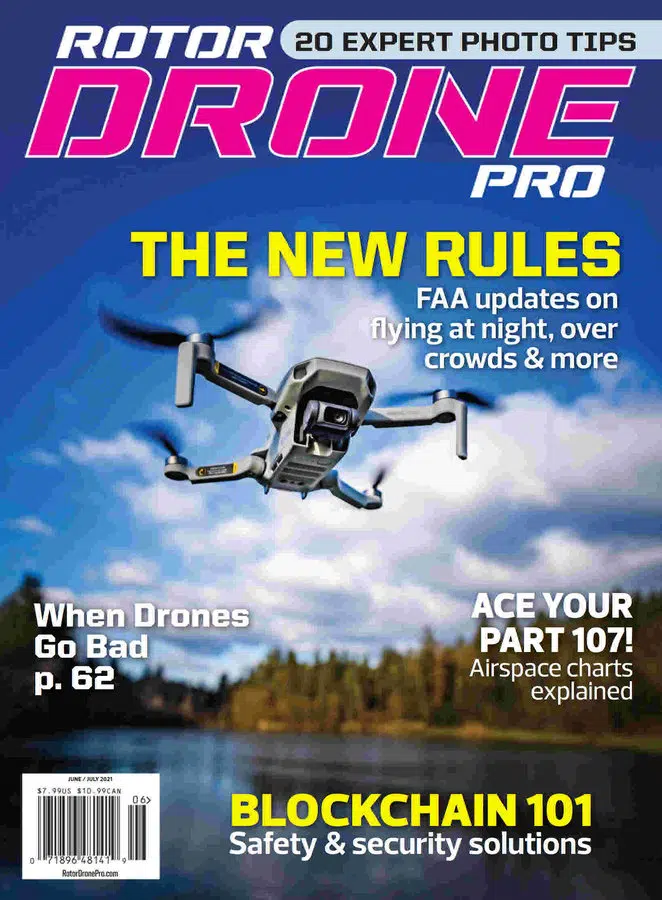 ROTOR
20 EXPERT PHOTO TIPS
DRONE
PRO
THE NEW RULES
FAA updates on
flying at night, over
crowds & more
When Drones
Go Bad
p. 62
ACE YOUR
PART 107!
Airspace charts
explained
BLOCKCHAIN 101
Safety & security solutions
JUNE / JULY 2021
$7.99US $10.99CAN
06>
0 71896 48141 9
RotorDronePro.com